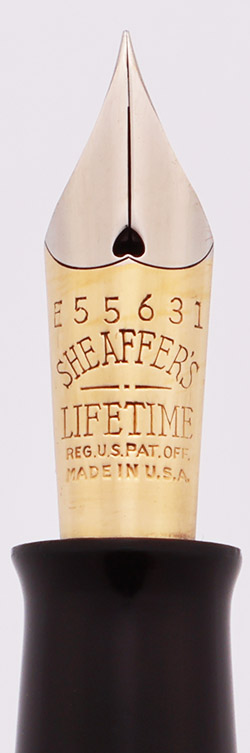 E55631
SHEAFFER'S
LIFETIME
REG.U.S.PAT.OFF.
MADE IN U.S.A.